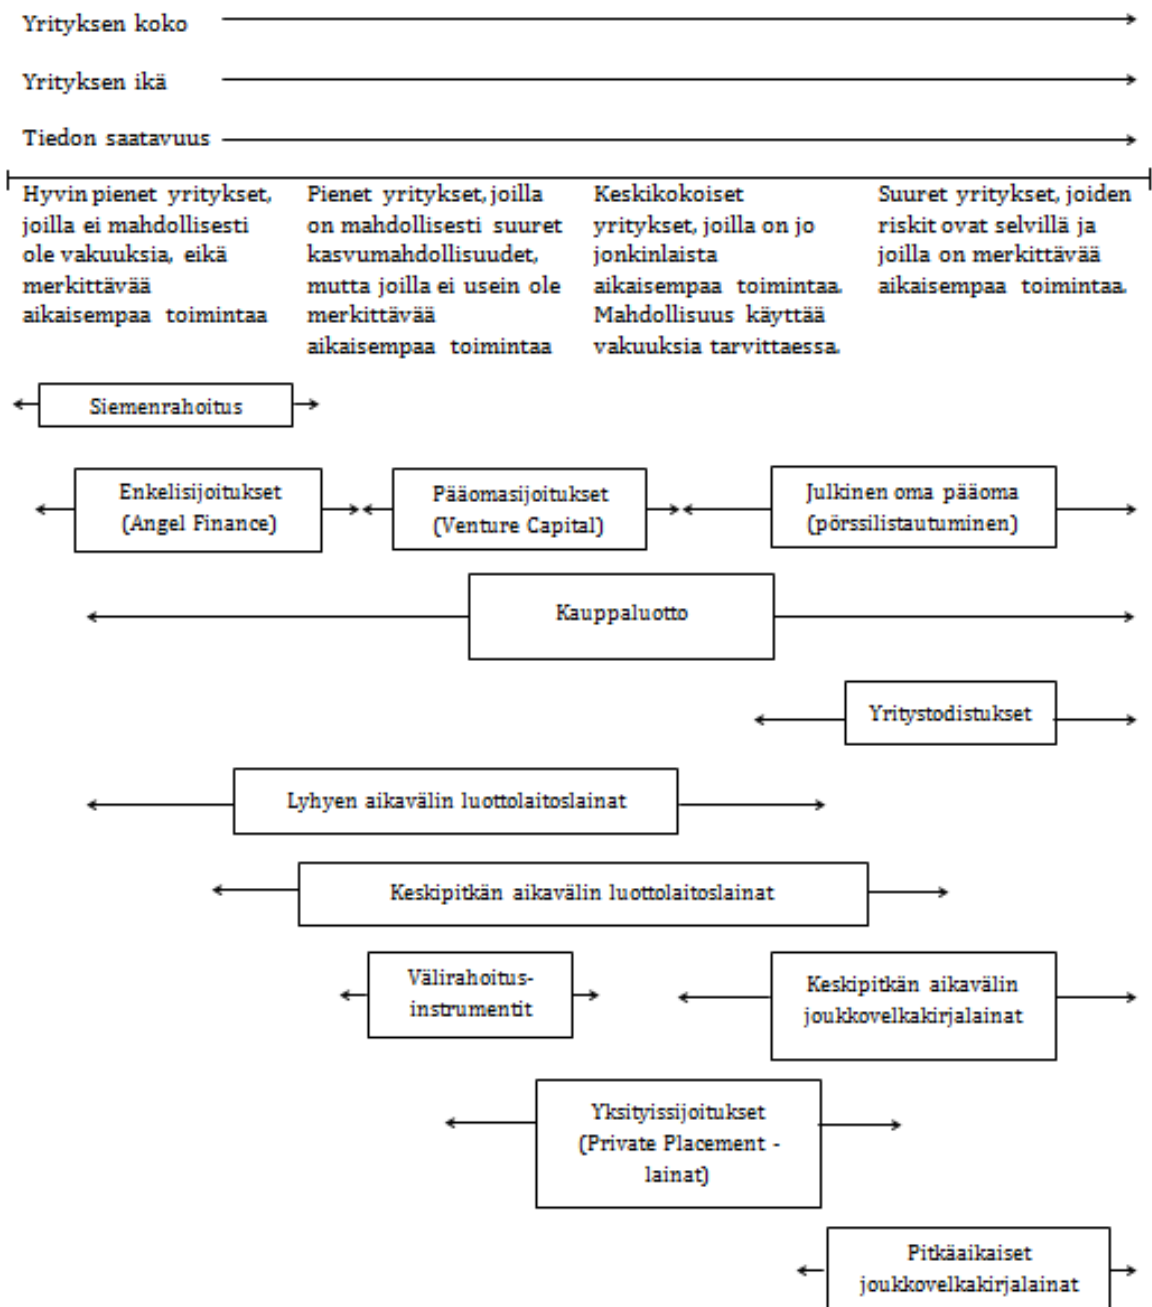 Yrityksen koko
Yrityksen ikä
Tiedon saatavuus
Hyvin pienet yritykset,
joilla ei mahdollisesti
ole vakuuksia, eikä
merkittävää
aikaisempaa toimintaa
Pienet yritykset, joilla
on mahdollisesti suuret
kasvumahdollisuudet,
mutta joilla ei usein ole
merkittävää
aikaisempaa toimintaa
Keskikokoiset
yritykset, joilla on jo
jonkinlaista
aikaisempaa toimintaa.
Mahdollisuus käyttää
vakuuksia tarvittaessa.
Suuret yritykset, joiden
riskit ovat selvillä ja
joilla on merkittävää
aikaisempaa toimintaa.
Siemenrahoitus
Enkelisijoitukset
(Angel Finance)
Pääomasijoitukset
(Venture Capital)
Julkinen oma pääoma
(pörssilistautuminen)
Kauppaluotto
Yritystodistukset
Lyhyen aikavälin luottolaitoslainat
Keskipitkän aikavälin luottolaitoslainat
Välirahoitus-
instrumentit
Keskipitkän aikavälin
joukkovelkakirjalainat
Yksityissijoitukset
(Private Placement -
lainat)
Pitkäaikaiset
joukkovelkakirjalainat